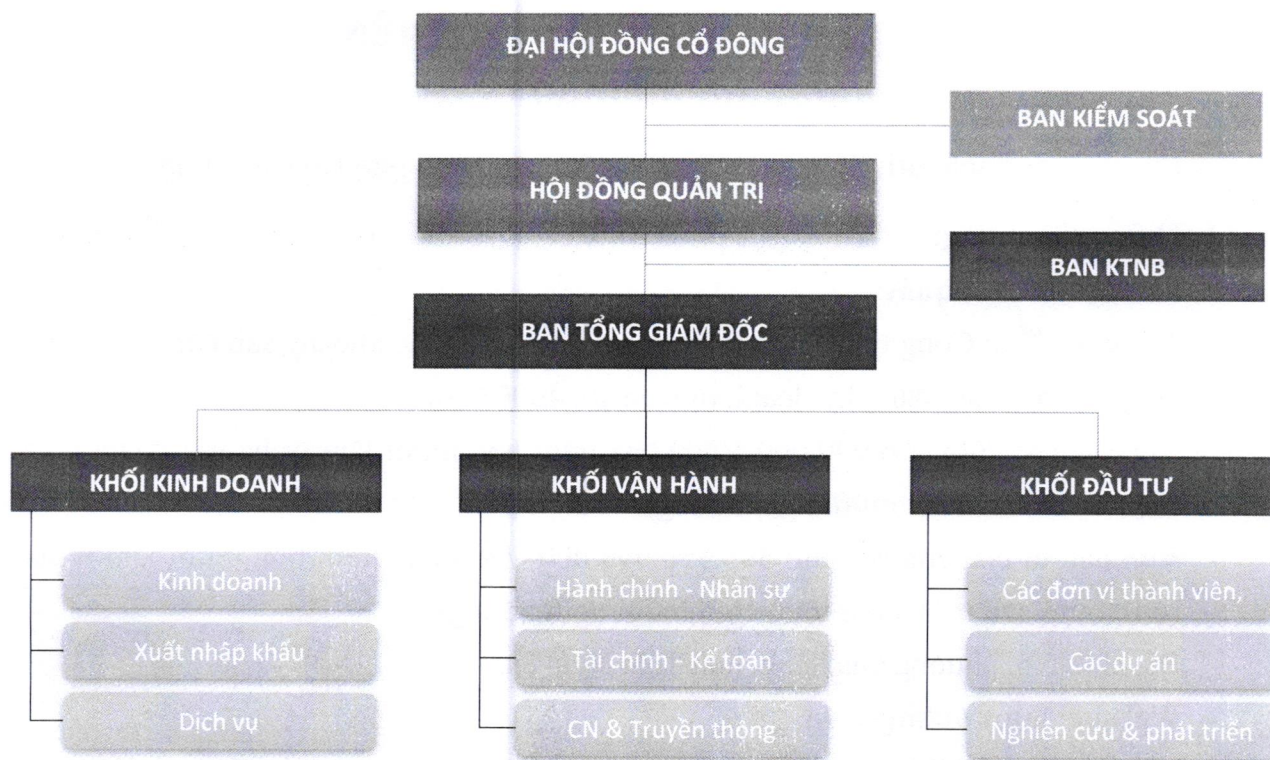 ĐẠI HỘI ĐỒNG CỔ ĐÔNG
BAN KIỂM SOÁT
HỘI ĐỒNG QUẢN TRỊ
BAN KTNB
BAN TỔNG GIÁM ĐỐC
KHỐI KINH DOANH
Kinh doanh
Xuất nhập khẩu
Dịch vụ
KHỐI VẬN HÀNH
Hành chính - Nhân sự
Tài chính - Kế toán
CN & Truyền thông
KHỐI ĐẦU TƯ
Các đơn vị thành viên,
Các dự án
Nghiên cứu & phát triển